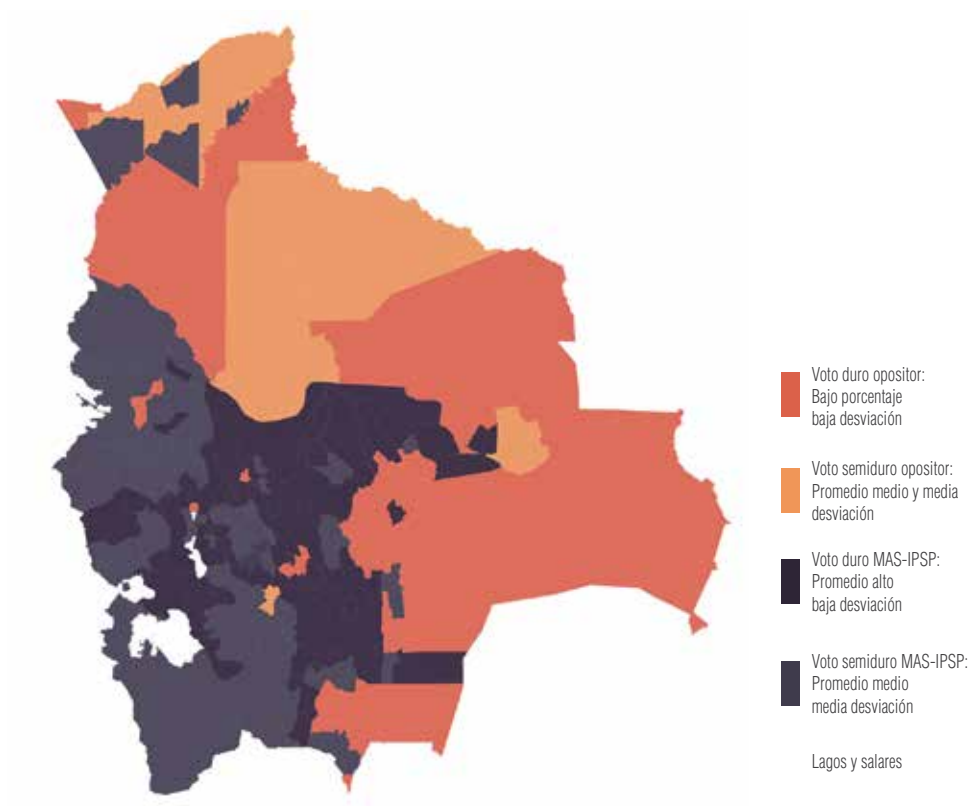 Voto duro opositor:
Bajo porcentaje
baja desviación
Voto semiduro opositor:
Promedio medio y media
desviación
Voto duro MAS-IPSP:
Promedio alto
baja desviación
Voto semiduro MAS-IPSP:
Promedio medio
media desviación
Lagos y salares